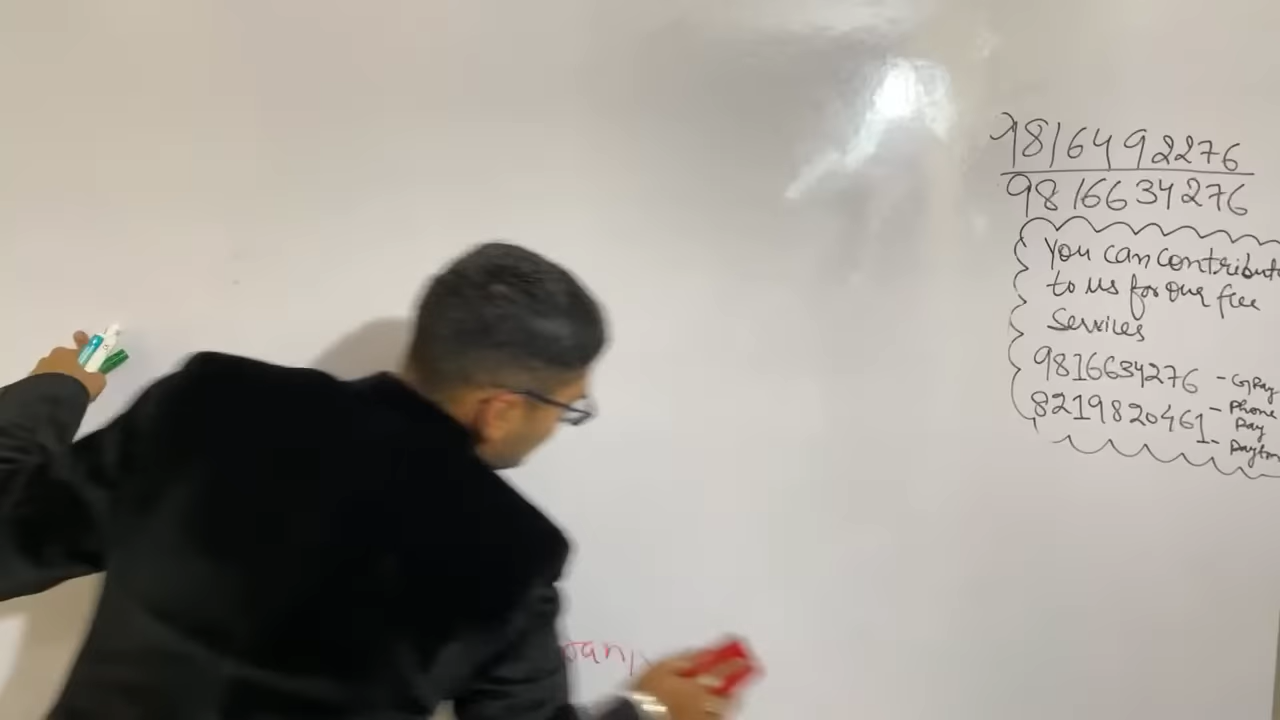 9816492276
9816634276
You can contribut
to us for our free
Services
9816634276 - GPay
8219820461 - Phone
Pay
- Paytm